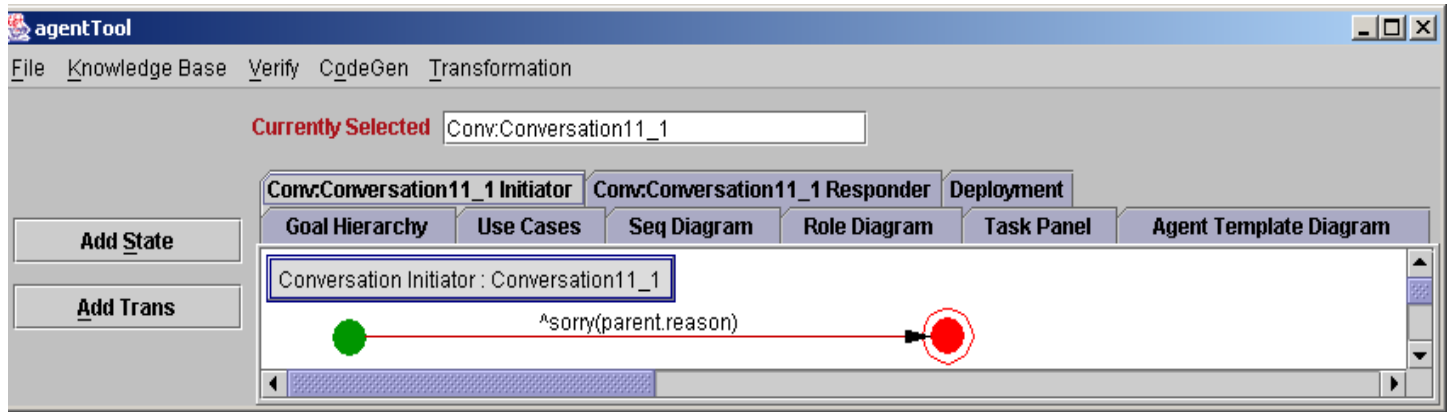 agentTool
File Knowledge Base Verify CodeGen Transformation
Currently Selected Conv:Conversation11_1
Conv:Conversation11_1 Initiator Conv:Conversation11_1 Responder Deployment
Goal Hierarchy Use Cases Seq Diagram Role Diagram Task Panel Agent Template Diagram
Add State
Add Trans
Conversation Initiator : Conversation11_1
^sorry(parent.reason)